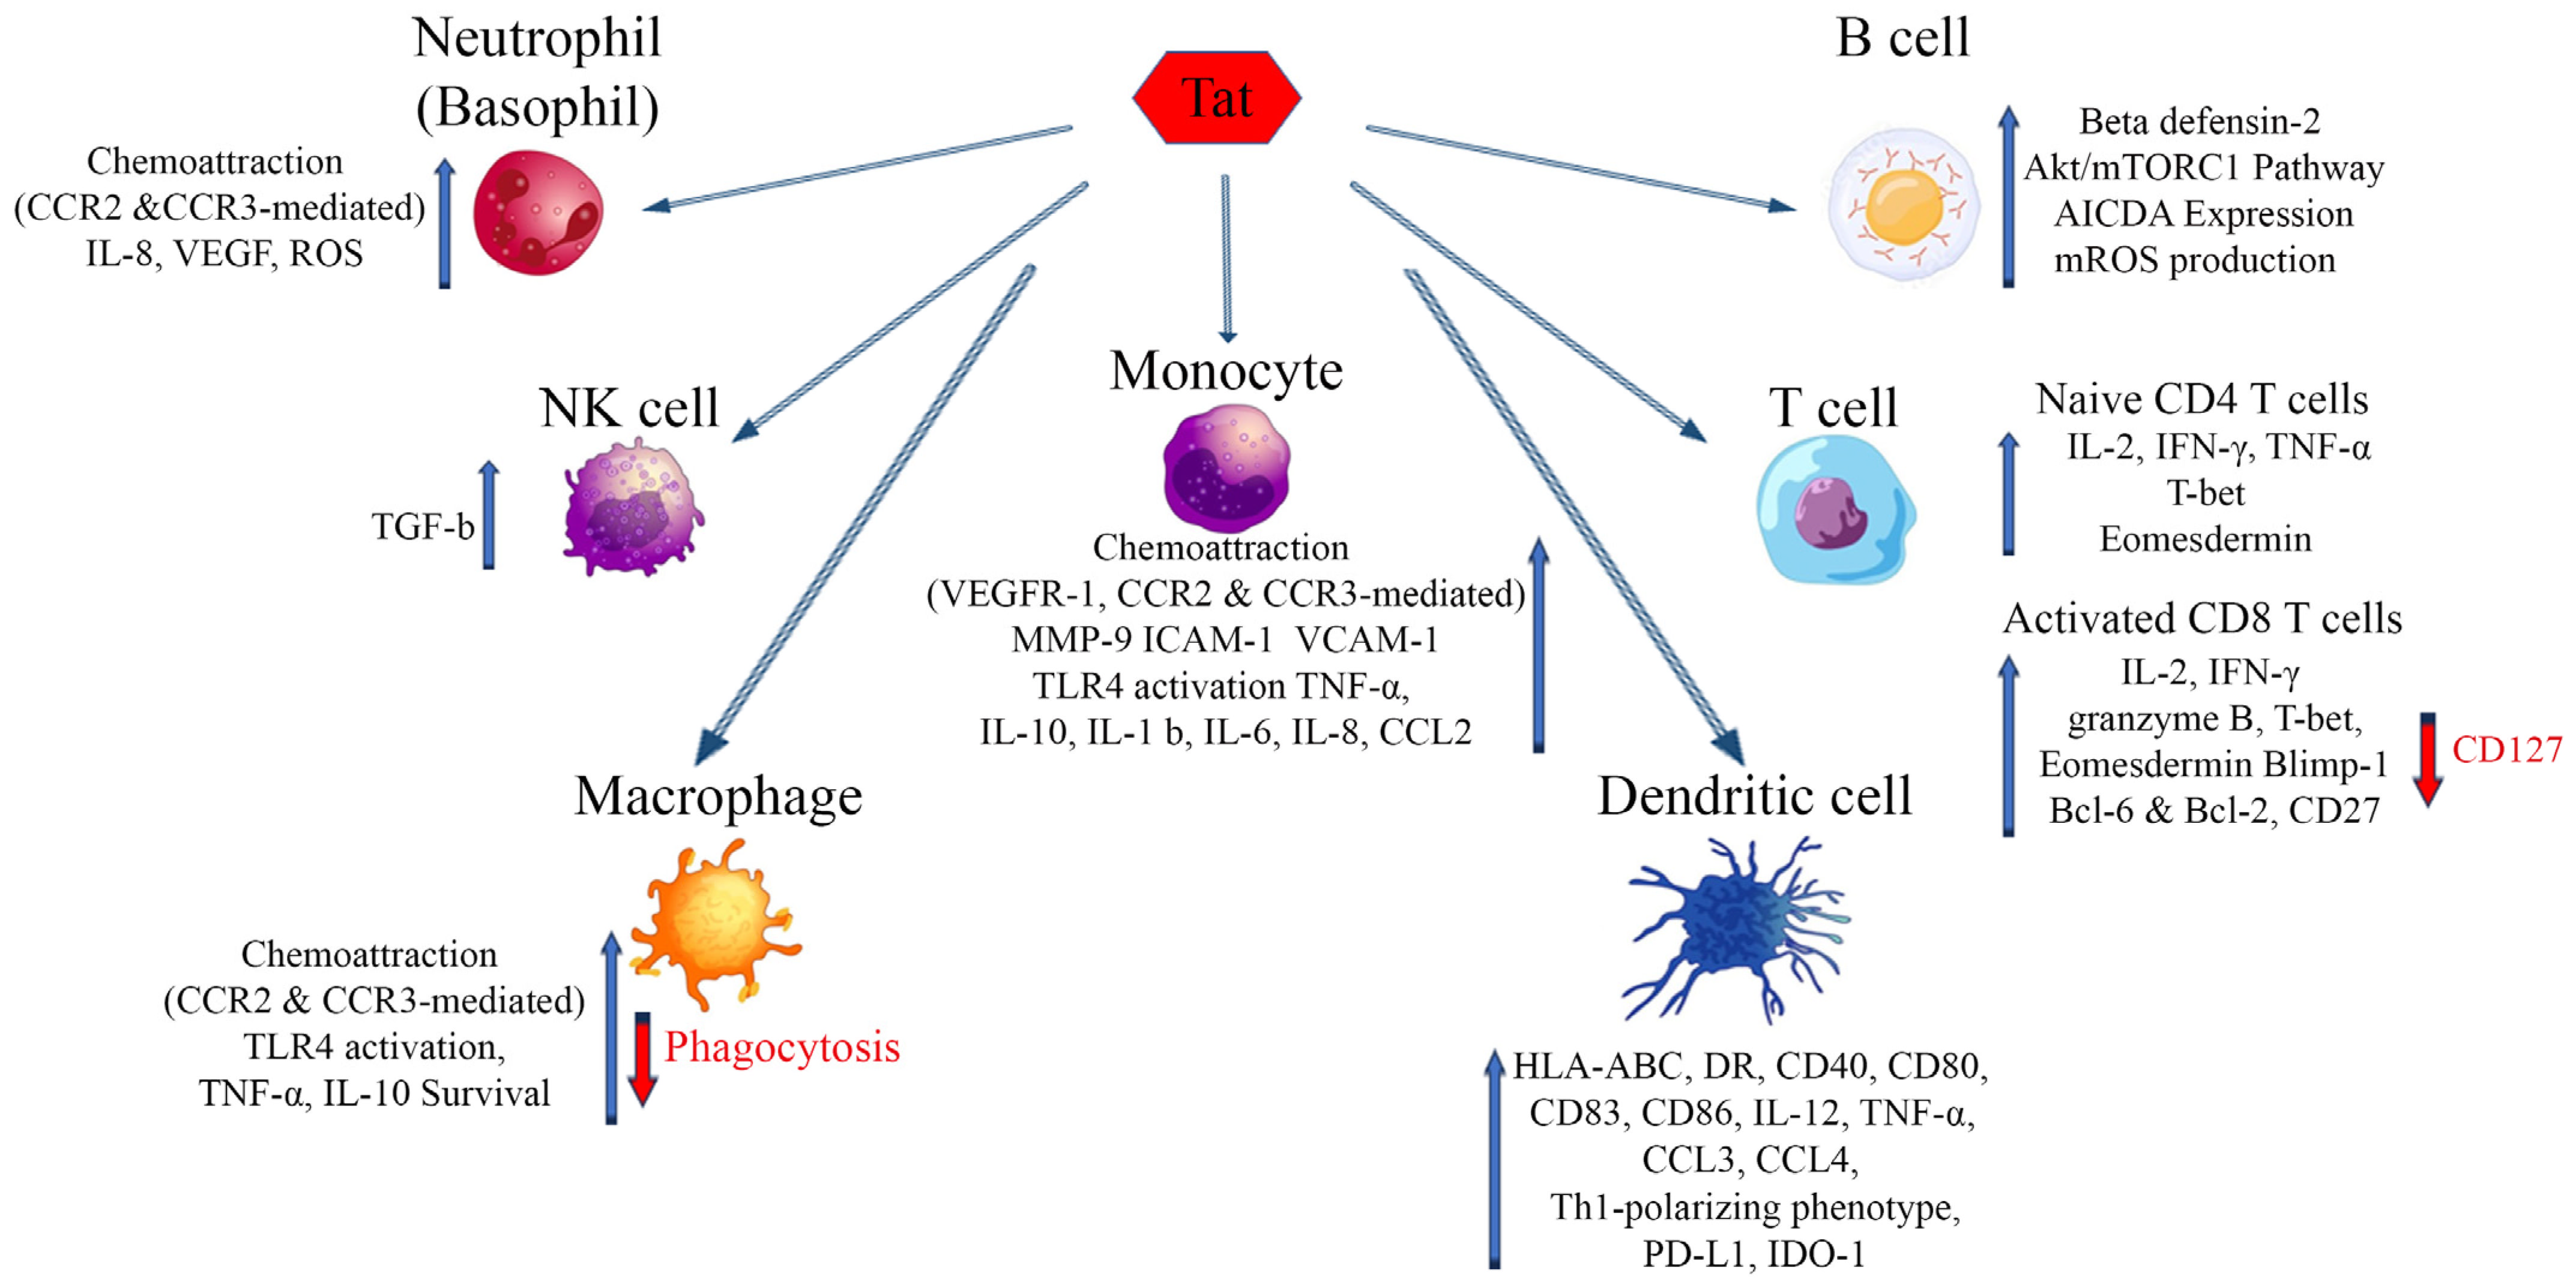 Tat
Neutrophil
(Basophil)
Chemoattraction
(CCR2 &CCR3-mediated)
IL-8, VEGF, ROS
B cell
Beta defensin-2
Akt/mTORC1 Pathway
AICDA Expression
mROS production
NK cell
TGF-b
Monocyte
Chemoattraction
(VEGFR-1, CCR2 & CCR3-mediated)
MMP-9 ICAM-1 VCAM-1
TLR4 activation TNF-α,
IL-10, IL-1 b, IL-6, IL-8, CCL2
T cell
Naive CD4 T cells
IL-2, IFN-γ, TNF-α
T-bet
Eomesdermin
Activated CD8 T cells
IL-2, IFN-γ
granzyme B, T-bet,
Eomesdermin Blimp-1
Bcl-6 & Bcl-2, CD27
CD127
Macrophage
Chemoattraction
(CCR2 & CCR3-mediated)
TLR4 activation,
TNF-α, IL-10 Survival
Phagocytosis
Dendritic cell
HLA-ABC, DR, CD40, CD80,
CD83, CD86, IL-12, TNF-α,
CCL3, CCL4,
Th1-polarizing phenotype,
PD-L1, IDO-1